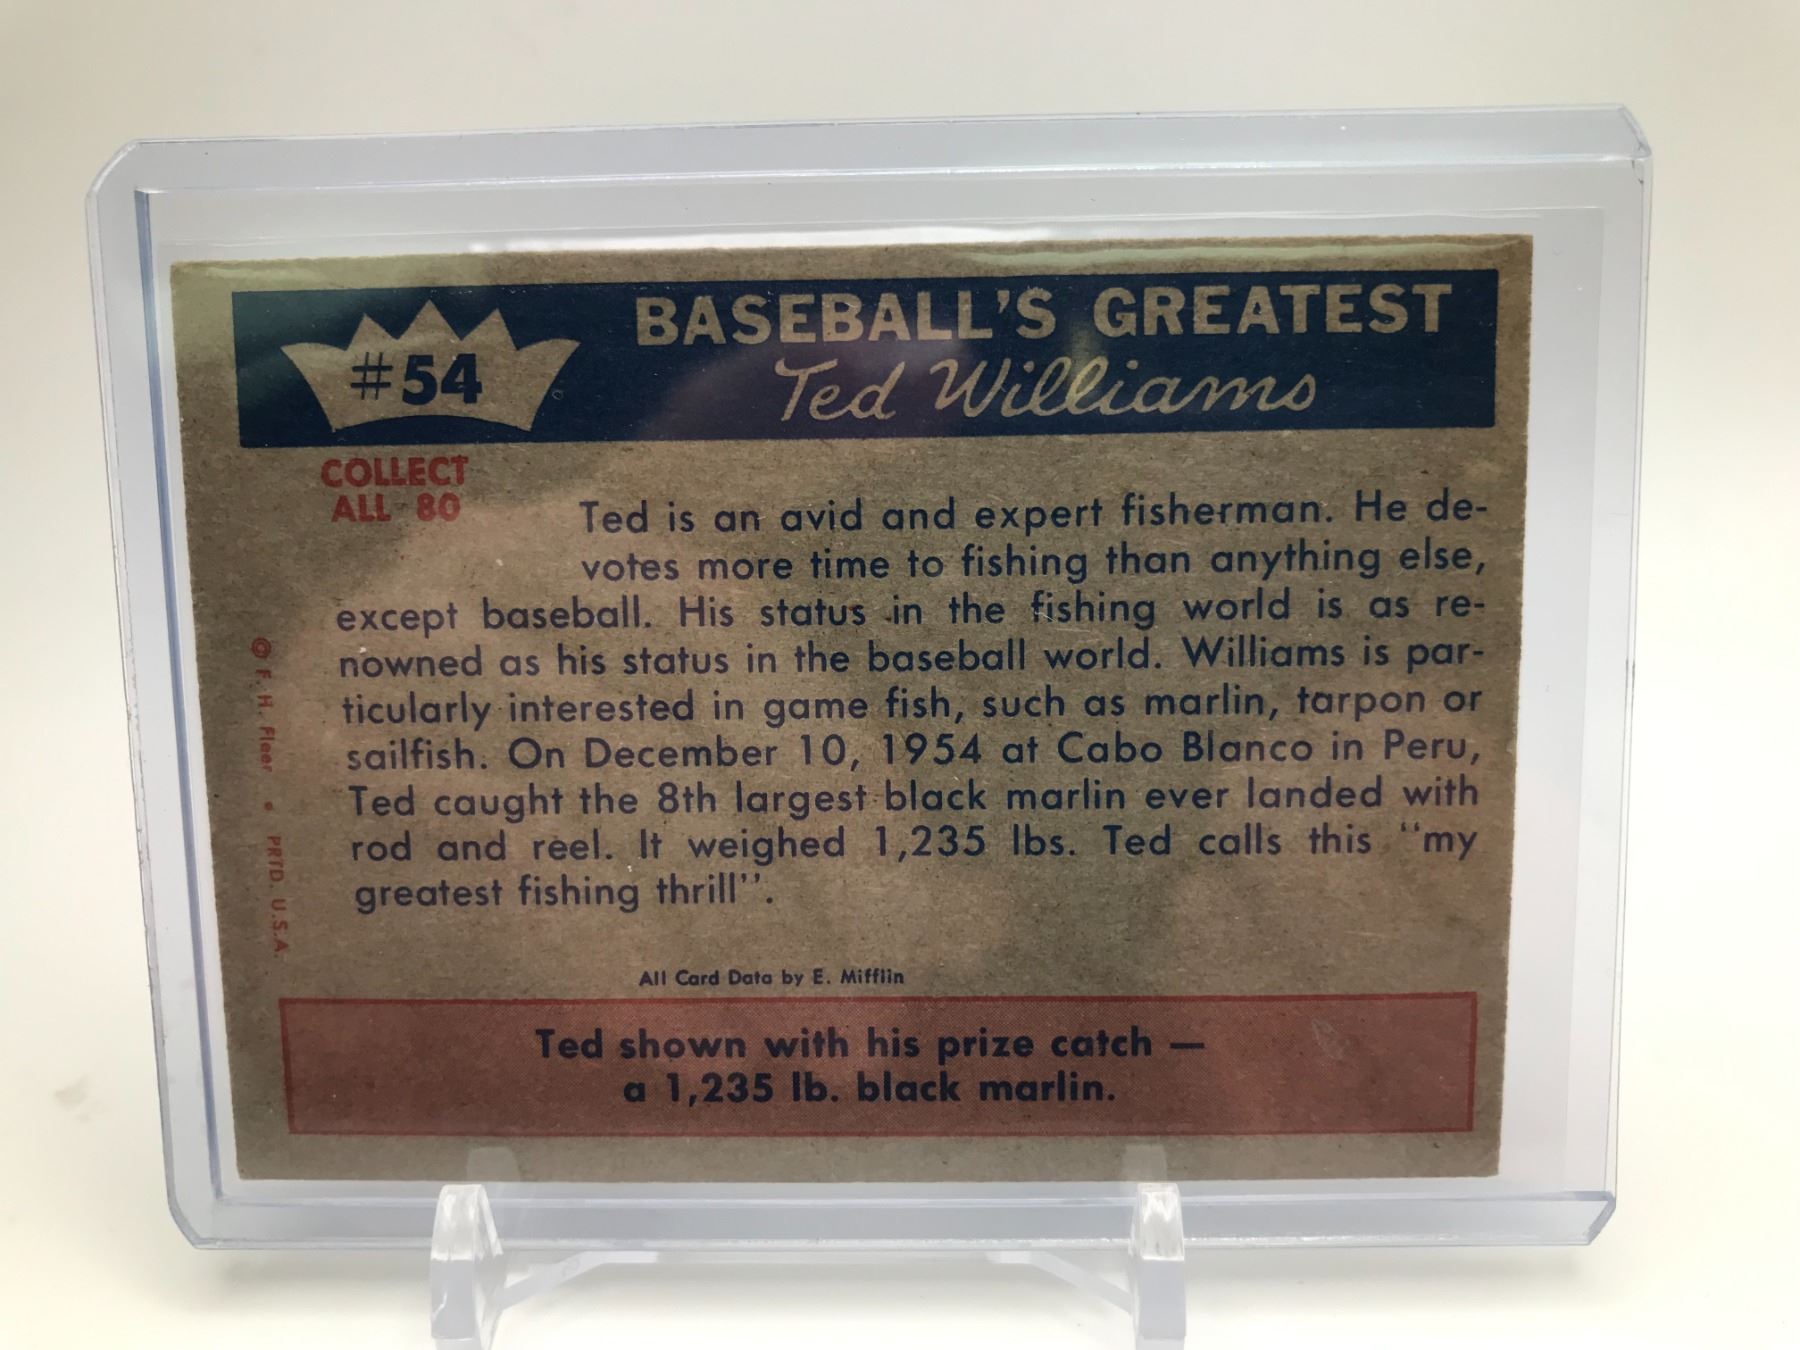 BASEBALL'S GREATEST
#54
Ted Williams
COLLECT
ALL 80
Ted is an avid and expert fisherman. He de-
votes more time to fishing than anything else,
except baseball. His status in the fishing world is as re-
nowned as his status in the baseball world. Williams is par-
ticularly interested in game fish, such as marlin, tarpon or
sailfish. On December 10, 1954 at Cabo Blanco in Peru,
Ted caught the 8th largest black marlin ever landed with
rod and reel. It weighed 1,235 lbs. Ted calls this "my
greatest fishing thrill".
© F. H. Fleer • PRTD. U.S.A.
All Card Data by E. Mifflin
Ted shown with his prize catch —
a 1,235 lb. black marlin.